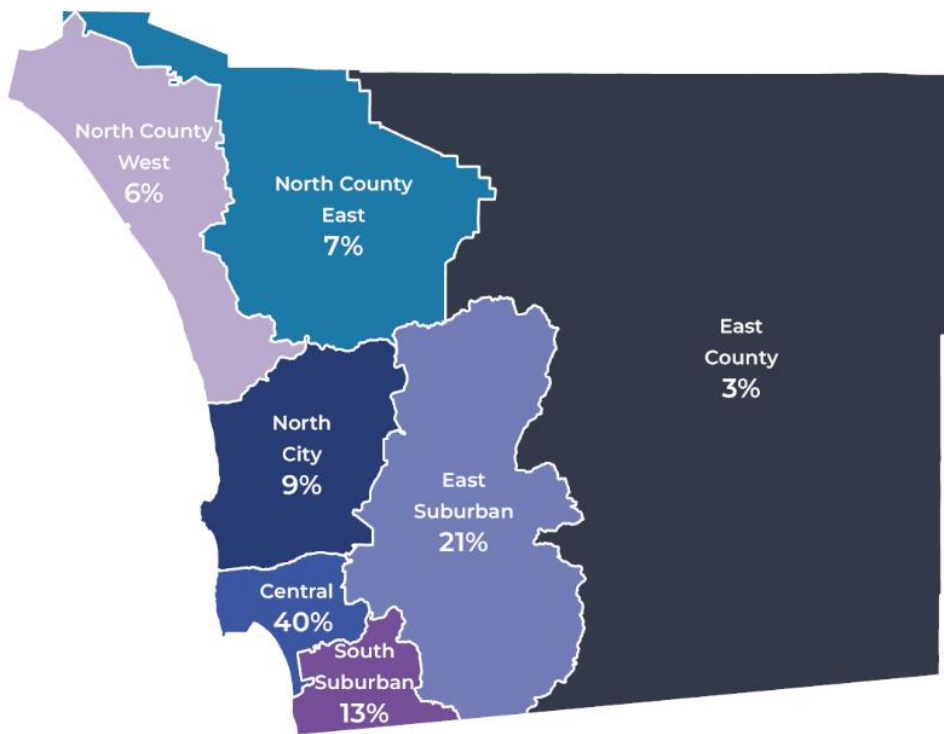 North County
West
6%
North County
East
7%
East
County
3%
North
City
9%
East
Suburban
21%
Central
40%
South
Suburban
13%